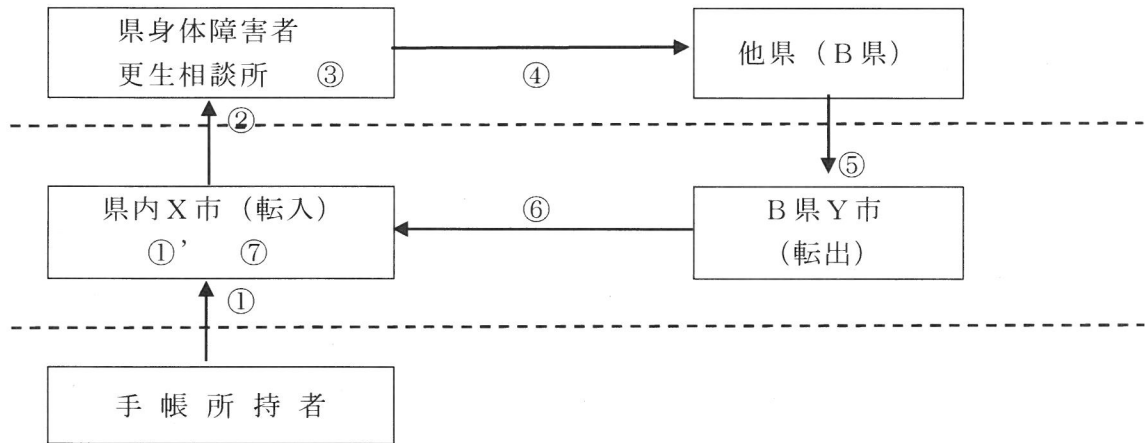 県身体障害者
更生相談所　③
④
他県（Ｂ県）
②
⑤
県内Ｘ市（転入）
①’　⑦
⑥
Ｂ県Ｙ市
（転出）
①
手帳所持者